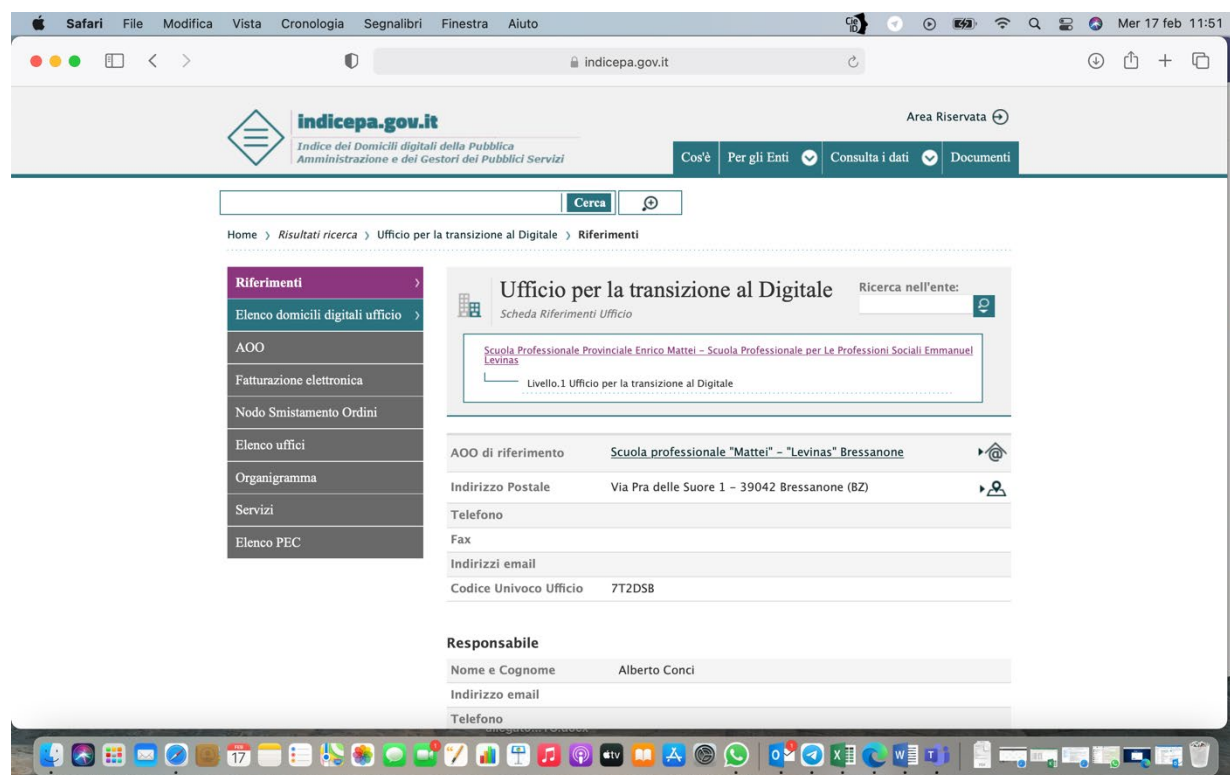 Safari File Modifica Vista Cronologia Segnalibri Finestra Aiuto
Mer 17 feb 11:51
indicepa.gov.it
indicepa.gov.it
Indice dei Domicili digitali della Pubblica
Amministrazione e dei Gestori dei Pubblici Servizi
Area Riservata
Cos'è Per gli Enti Consulta i dati Documenti
Cerca
Home > Risultati ricerca > Ufficio per la transizione al Digitale > Riferimenti
Riferimenti
Elenco domicili digitali ufficio
AOO
Fatturazione elettronica
Nodo Smistamento Ordini
Elenco uffici
Organigramma
Servizi
Elenco PEC
Ufficio per la transizione al Digitale
Scheda Riferimenti Ufficio
Ricerca nell'ente:
Scuola Professionale Provinciale Enrico Mattei – Scuola Professionale per Le Professioni Sociali Emmanuel
Levinas
Livello.1 Ufficio per la transizione al Digitale
AOO di riferimento Scuola professionale "Mattei" – "Levinas" Bressanone
Indirizzo Postale Via Pra delle Suore 1 – 39042 Bressanone (BZ)
Telefono
Fax
Indirizzi email
Codice Univoco Ufficio 7T2DSB
Responsabile
Nome e Cognome Alberto Conci
Indirizzo email
Telefono
FEB
17